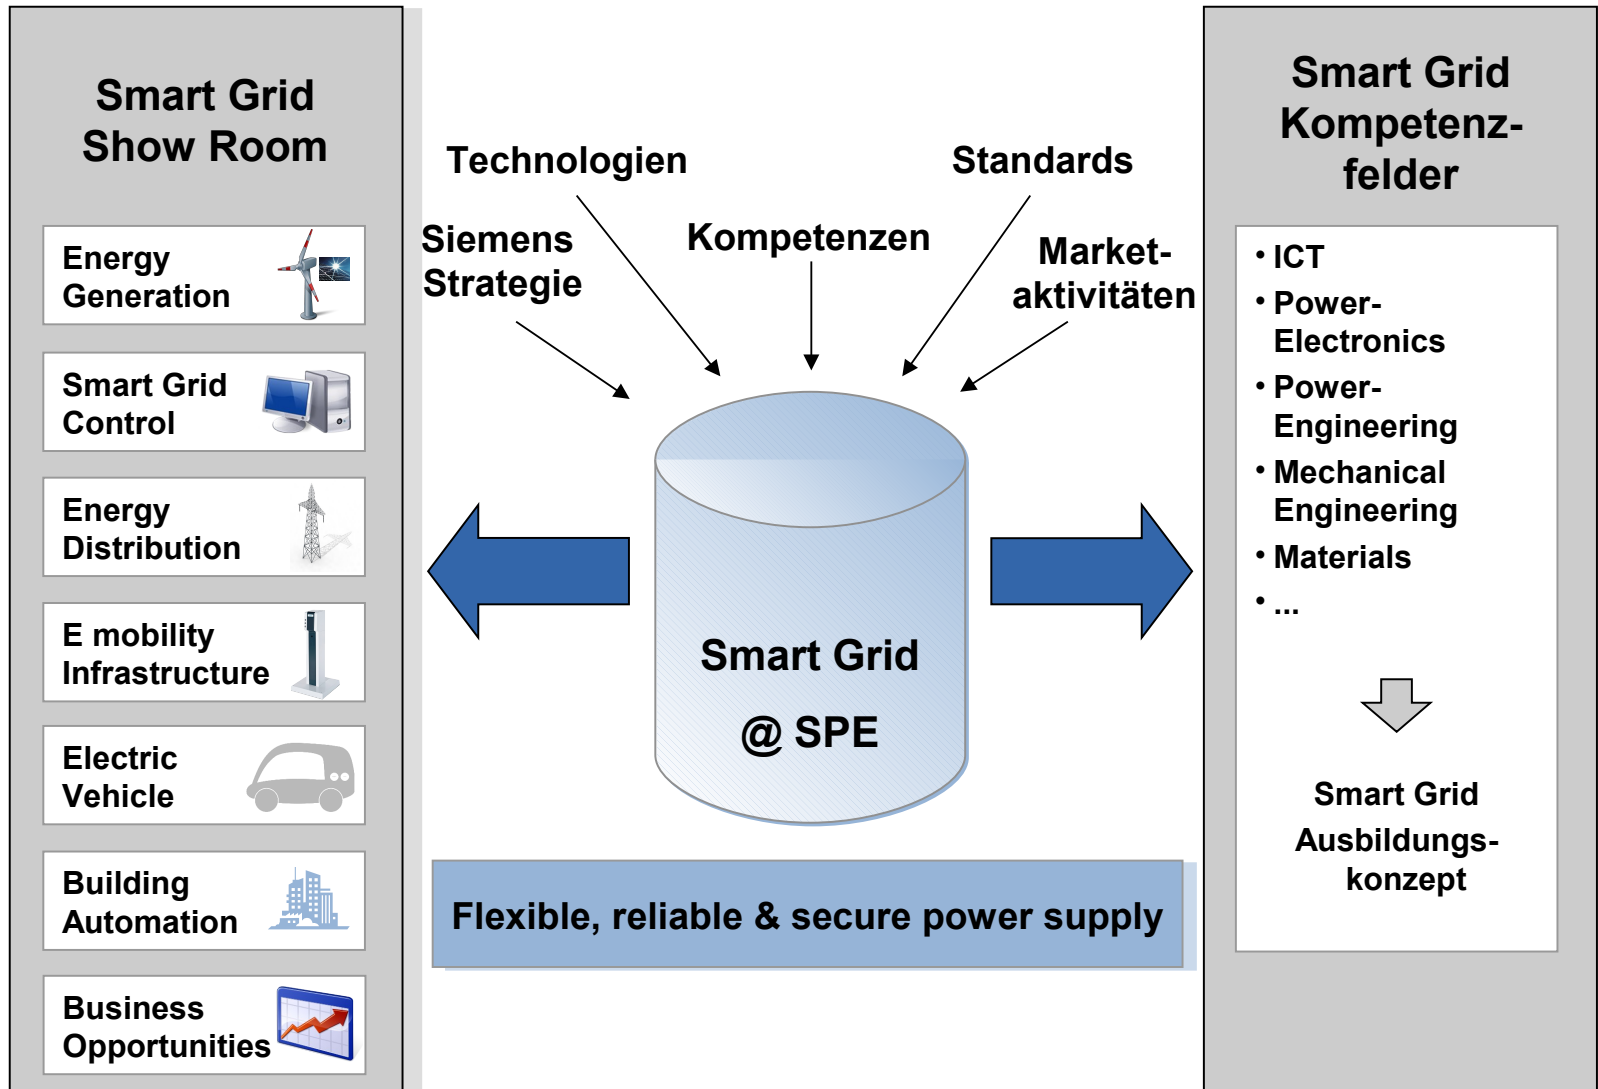 Smart Grid
Show Room
Energy
Generation
Smart Grid
Control
Energy
Distribution
E mobility
Infrastructure
Electric
Vehicle
Building
Automation
Business
Opportunities
Technologien
Standards
Siemens
Strategie
Kompetenzen
Market-
aktivitäten
Smart Grid
@ SPE
Flexible, reliable & secure power supply
Smart Grid
Kompetenz-
felder
• ICT
• Power-
Electronics
• Power-
Engineering
• Mechanical
Engineering
• Materials
• ...
Smart Grid
Ausbildungs-
konzept